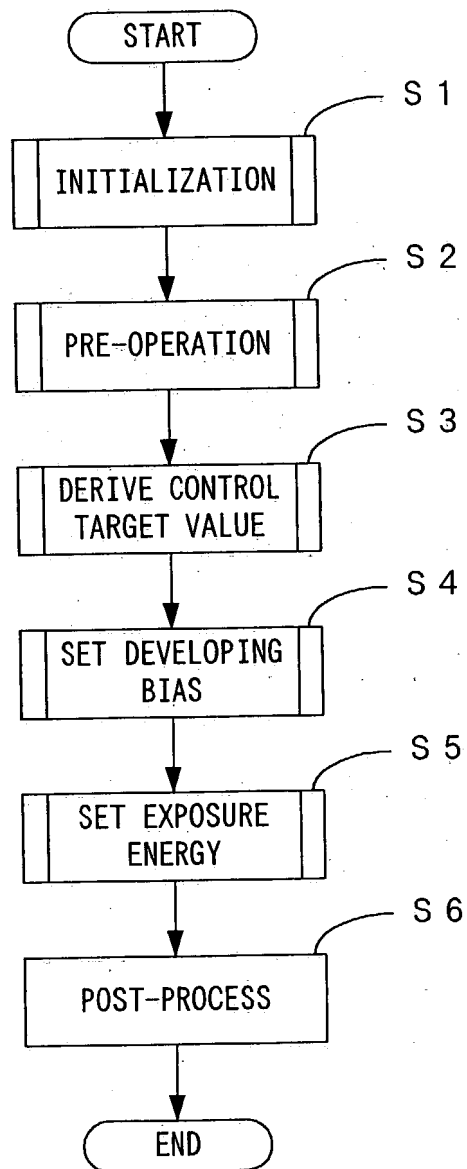 START
S 1
INITIALIZATION
S 2
PRE-OPERATION
S 3
DERIVE CONTROL
TARGET VALUE
S 4
SET DEVELOPING
BIAS
S 5
SET EXPOSURE
ENERGY
S 6
POST-PROCESS
END